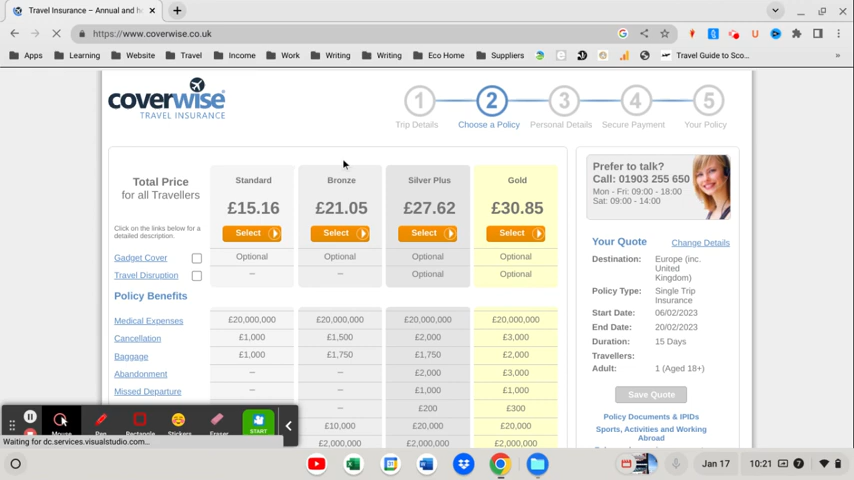 Travel Insurance – Annual and ho
https://www.coverwise.co.uk
Apps Learning Website Travel Income Work Writing Writing Eco Home Suppliers Travel Guide to Sco...
coverwise
TRAVEL INSURANCE
1 2 3 4 5
Trip Details Choose a Policy Personal Details Secure Payment Your Policy
Total Price
for all Travellers
Click on the links below for a
detailed description.
Standard Bronze Silver Plus Gold
£15.16 £21.05 £27.62 £30.85
Select Select Select Select
Gadget Cover Optional Optional Optional Optional
Travel Disruption – – Optional Optional
Policy Benefits
Medical Expenses £20,000,000 £20,000,000 £20,000,000 £20,000,000
Cancellation £1,000 £1,500 £2,000 £3,000
Baggage £1,000 £1,750 £1,750 £2,000
Abandonment – – £2,000 £3,000
Missed Departure – – £1,000 £1,000
– £200 £300
£10,000 £20,000 £20,000
£2,000,000 £2,000,000 £2,000,000
Prefer to talk?
Call: 01903 255 650
Mon - Fri: 09:00 - 18:00
Sat: 09:00 - 14:00
Your Quote Change Details
Destination: Europe (inc.
United
Kingdom)
Policy Type: Single Trip
Insurance
Start Date: 06/02/2023
End Date: 20/02/2023
Duration: 15 Days
Travellers:
Adult: 1 (Aged 18+)
Save Quote
Policy Documents & IPIDs
Sports, Activities and Working
Abroad
Mouse Pen Rectangle Stickers Eraser START
Waiting for dc.services.visualstudio.com...
Jan 17 10:21 7